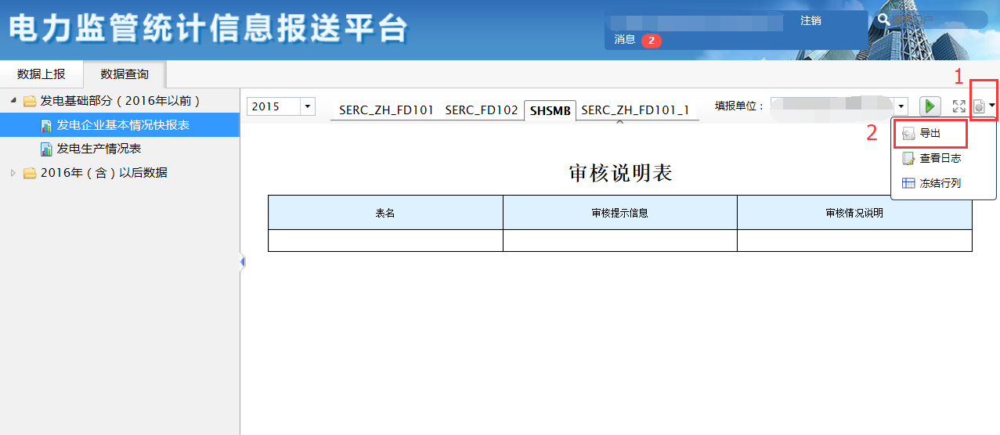 电力监管统计信息报送平台
注销
消息 2
数据上报 数据查询
1
发电基础部分（2016年以前）
发电企业基本情况快报表
发电生产情况表
2016年（含）以后数据
2015 SERC_ZH_FD101 SERC_FD102 SHSMB SERC_ZH_FD101_1 填报单位：
2
导出
查看日志
冻结行列
审核说明表
表名 审核提示信息 审核情况说明